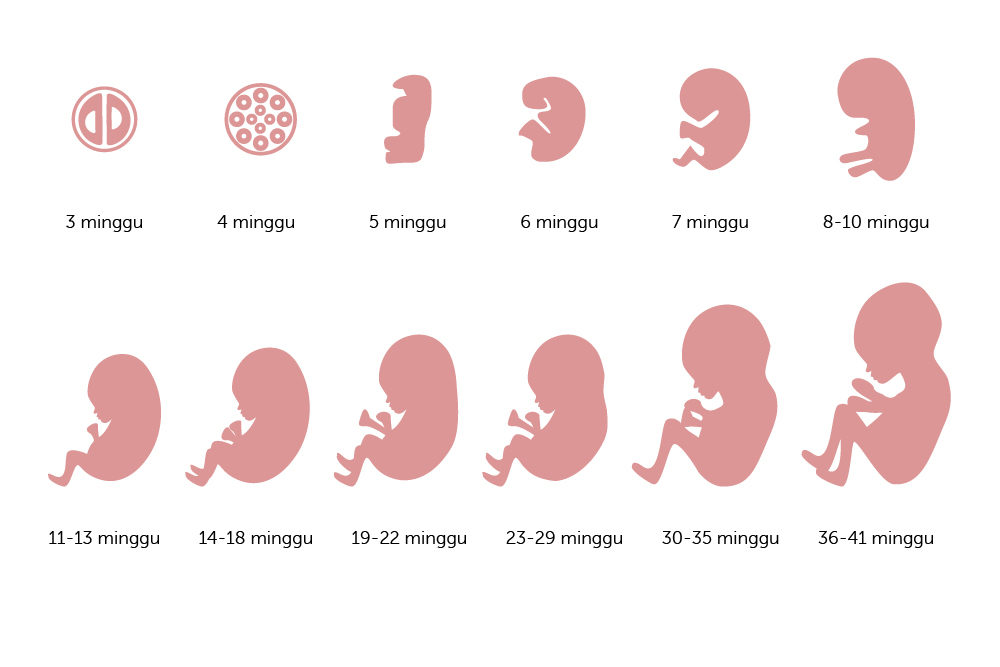 3 minggu
4 minggu
5 minggu
6 minggu
7 minggu
8-10 minggu
11-13 minggu
14-18 minggu
19-22 minggu
23-29 minggu
30-35 minggu
36-41 minggu